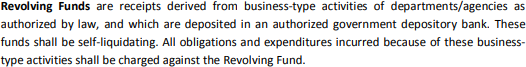 Revolving Funds are receipts derived from business-type activities of departments/agencies as
authorized by law, and which are deposited in an authorized government depository bank. These
funds shall be self-liquidating. All obligations and expenditures incurred because of these business-
type activities shall be charged against the Revolving Fund.